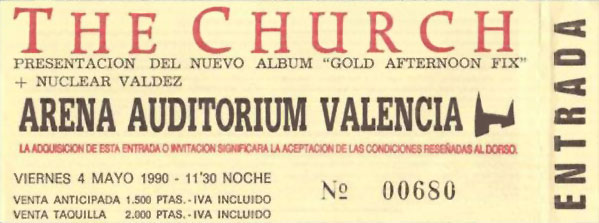 THE CHURCH
PRESENTACION DEL NUEVO ALBUM "GOLD AFTERNOON FIX"
+ NUCLEAR VALDEZ
ARENA AUDITORIUM VALENCIA
LA ADQUISICION DE ESTA ENTRADA O INVITACION SIGNIFICARA LA ACEPTACION DE LAS CONDICIONES RESEÑADAS AL DORSO.
VIERNES 4 MAYO 1990 - 11'30 NOCHE
Nº 00680
VENTA ANTICIPADA 1.500 PTAS. - IVA INCLUIDO
VENTA TAQUILLA 2.000 PTAS. - IVA INCLUIDO
ENTRADA